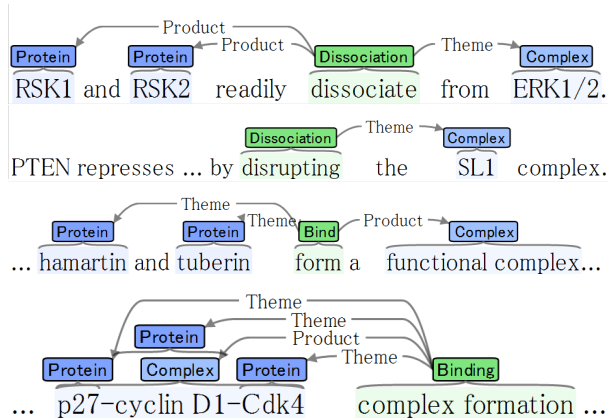 Product
Protein Protein Product Dissociation Theme Complex
RSK1 and RSK2 readily dissociate from ERK1/2.
Dissociation Theme Complex
PTEN represses ... by disrupting the SL1 complex.
Theme
Protein Protein Theme Bind Product Complex
... hamartin and tuberin form a functional complex...
Theme
Theme
Protein Product
Theme
Protein Complex Protein Binding
... p27-cyclin D1-Cdk4 complex formation ...